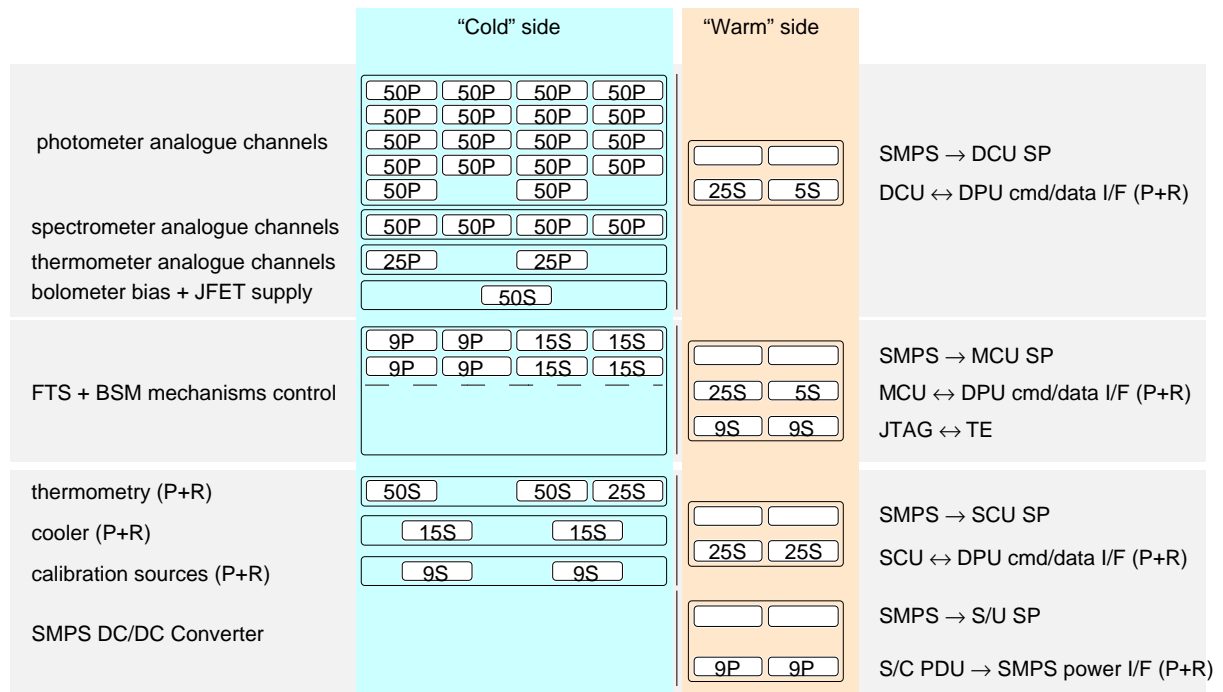 “Cold” side “Warm” side
50P 50P 50P 50P
50P 50P 50P 50P
photometer analogue channels 50P 50P 50P 50P
SMPS → DCU SP
50P 50P 50P 50P
50P 50P 25S 5S DCU ↔ DPU cmd/data I/F (P+R)
spectrometer analogue channels 50P 50P 50P 50P
thermometer analogue channels 25P 25P
bolometer bias + JFET supply 50S
9P 9P 15S 15S
SMPS → MCU SP
9P 9P 15S 15S
FTS + BSM mechanisms control 25S 5S MCU ↔ DPU cmd/data I/F (P+R)
9S 9S JTAG ↔ TE
thermometry (P+R) 50S 50S 25S
SMPS → SCU SP
cooler (P+R) 15S 15S
25S 25S SCU ↔ DPU cmd/data I/F (P+R)
calibration sources (P+R) 9S 9S
SMPS → S/U SP
SMPS DC/DC Converter
9P 9P S/C PDU → SMPS power I/F (P+R)